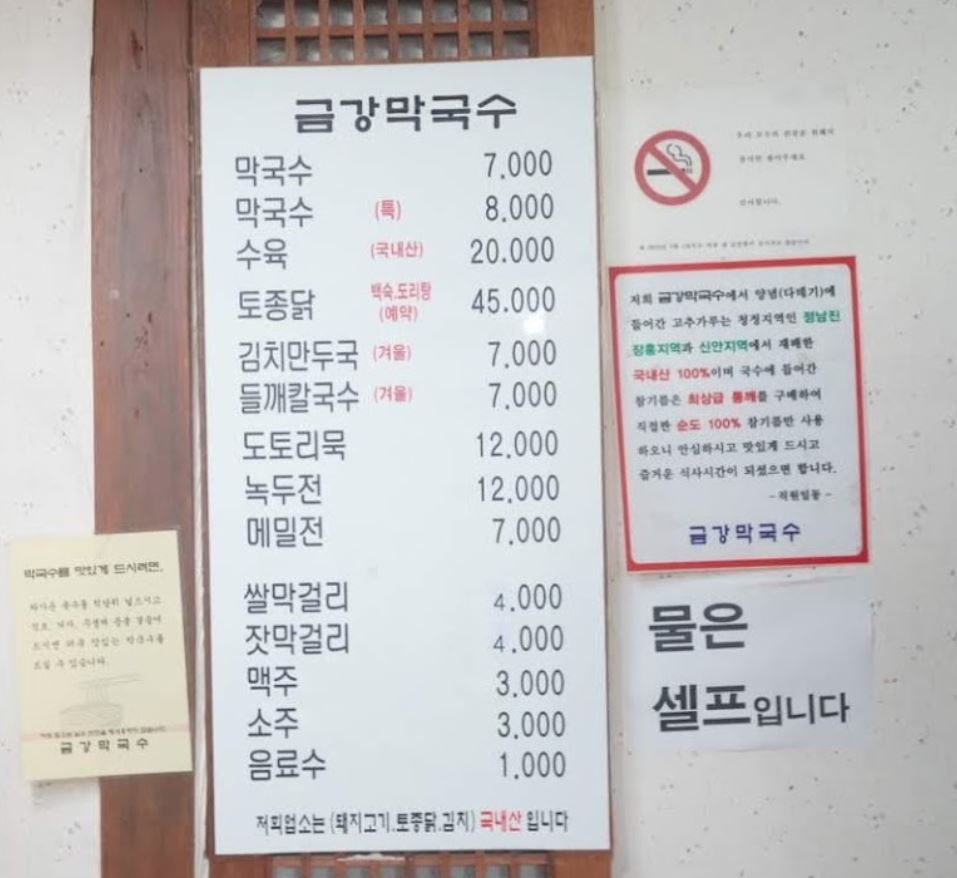 금강막국수
막국수 7,000
막국수 (특) 8,000
수육 (국내산) 20,000
토종닭 백숙.도리탕 (예약) 45,000
김치만두국 (겨울) 7,000
들깨칼국수 (겨울) 7,000
도토리묵 12,000
녹두전 12,000
메밀전 7,000
쌀막걸리 4,000
잣막걸리 4,000
맥주 3,000
소주 3,000
음료수 1,000
저희업소는 (돼지고기.토종닭.김치) 국내산 입니다
막국수를 맛있게 드시려면,
금강막국수
감사합니다.
저희 금강막국수에서 양념(다데기)에
들어간 고추가루는 청정지역인 정남진
장흥지역과 신안지역에서 재배한
국내산 100%이며 국수에 들어간
참기름은 최상급 통깨를 구매하여
직접짠 순도 100% 참기름만 사용
하오니 안심하시고 맛있게 드시고
즐거운 식사시간이 되셨으면 합니다.
- 직원일동 -
금강막국수
물은
셀프입니다